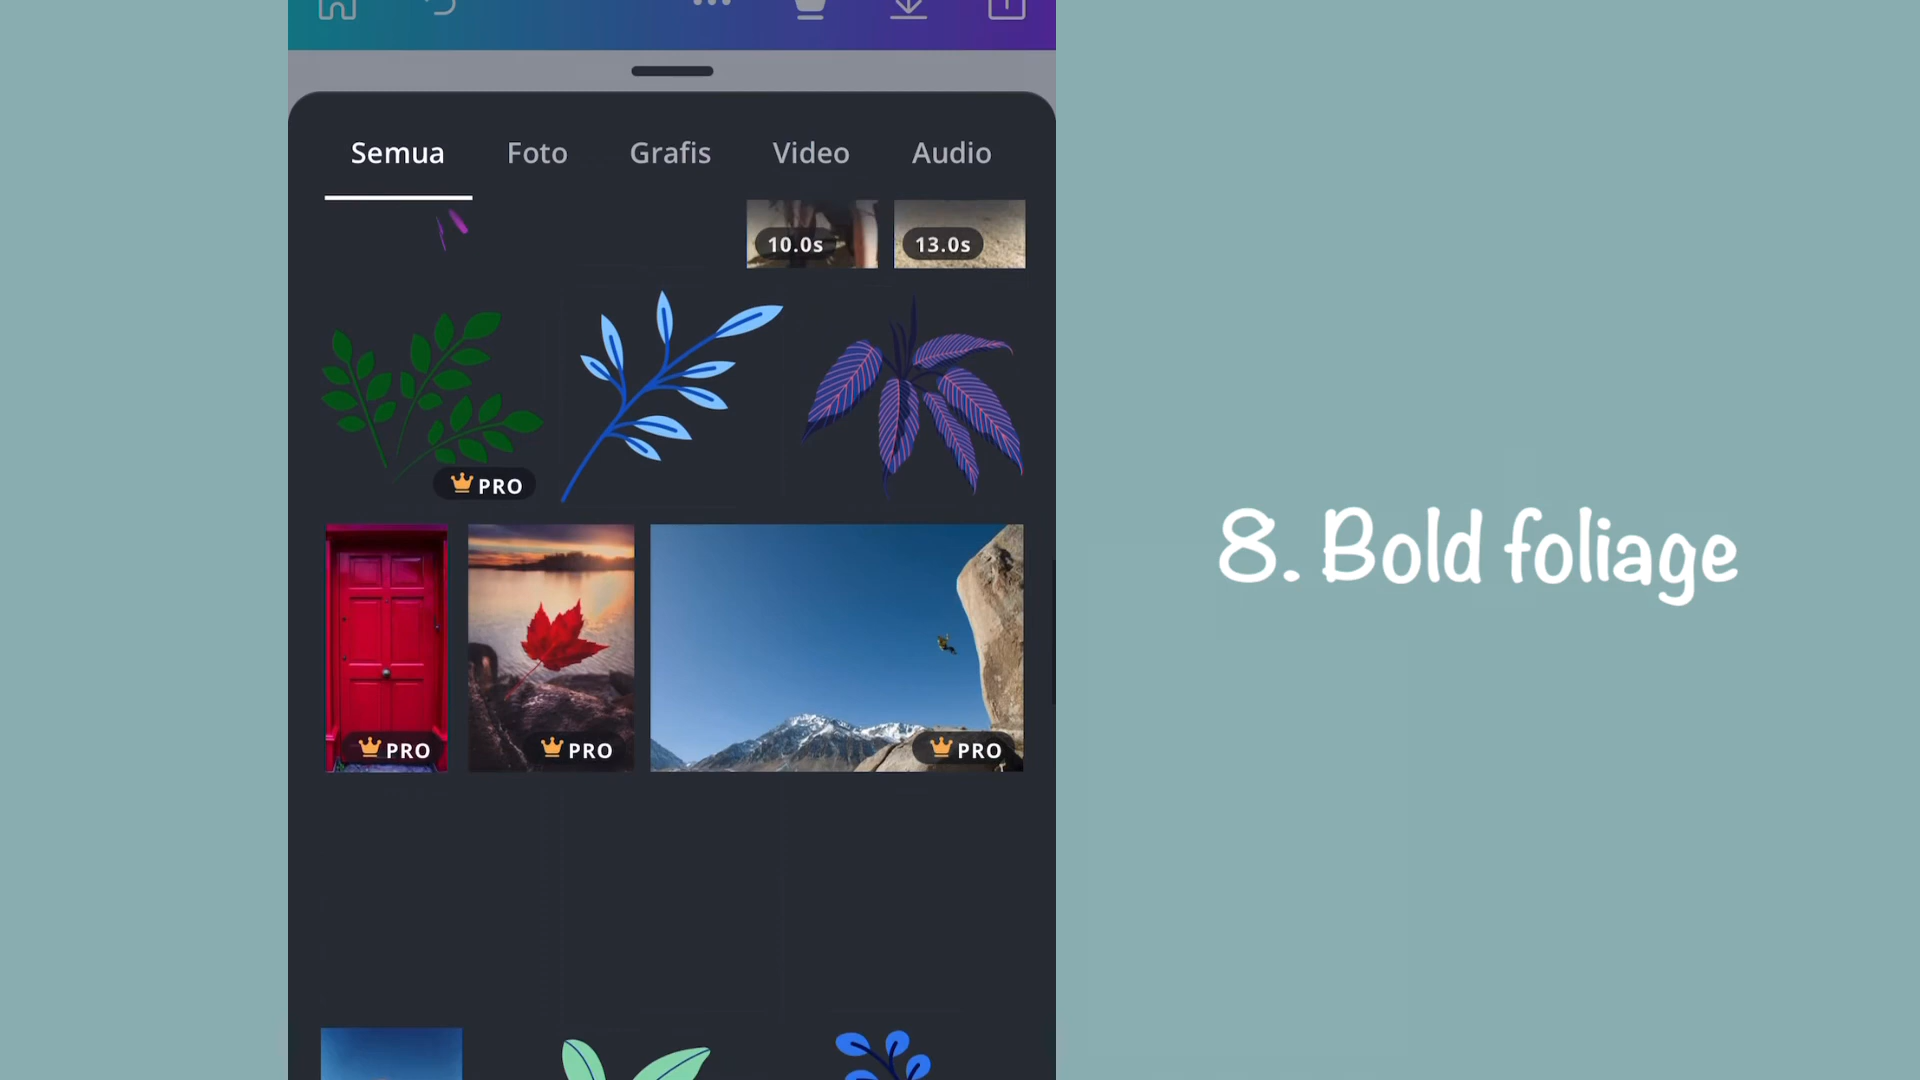 Semua Foto Grafis Video Audio
10.0s 13.0s
PRO
PRO PRO PRO
8. Bold foliage